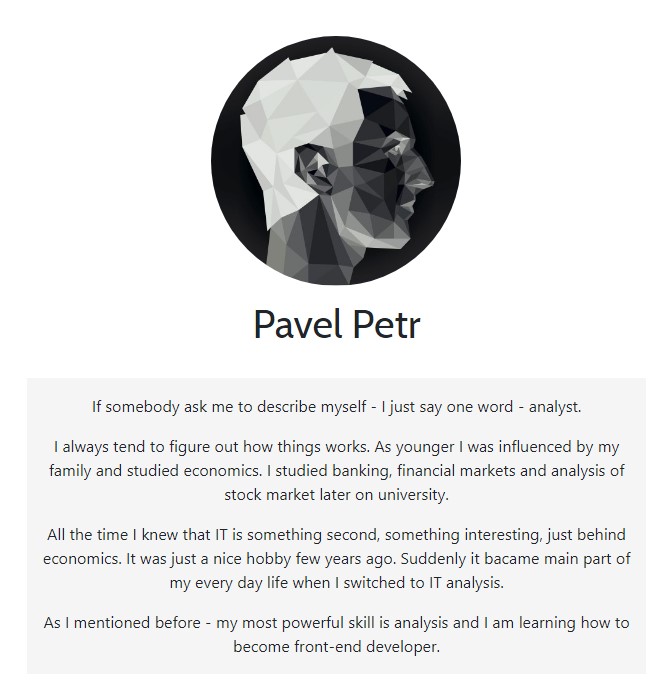 Pavel Petr
If somebody ask me to describe myself - I just say one word - analyst.
I always tend to figure out how things works. As younger I was influenced by my
family and studied economics. I studied banking, financial markets and analysis of
stock market later on university.
All the time I knew that IT is something second, something interesting, just behind
economics. It was just a nice hobby few years ago. Suddenly it bacame main part of
my every day life when I switched to IT analysis.
As I mentioned before - my most powerful skill is analysis and I am learning how to
become front-end developer.